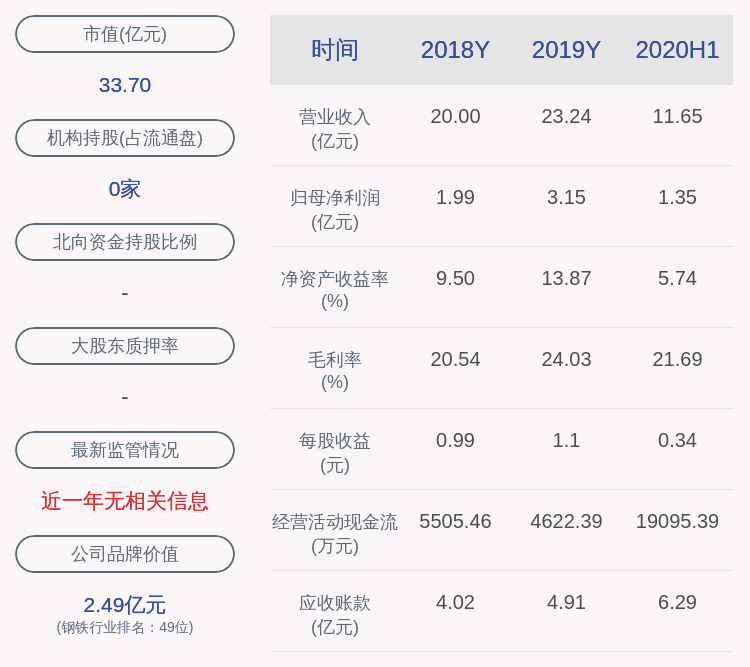 市值(亿元)
33.70
机构持股(占流通盘)
0家
北向资金持股比例
-
大股东质押率
-
最新监管情况
近一年无相关信息
公司品牌价值
2.49亿元
(钢铁行业排名：49位)
时间 2018Y 2019Y 2020H1
营业收入 20.00 23.24 11.65
(亿元)
归母净利润 1.99 3.15 1.35
(亿元)
净资产收益率 9.50 13.87 5.74
(%)
毛利率 20.54 24.03 21.69
(%)
每股收益 0.99 1.1 0.34
(元)
经营活动现金流 5505.46 4622.39 19095.39
(万元)
应收账款 4.02 4.91 6.29
(亿元)